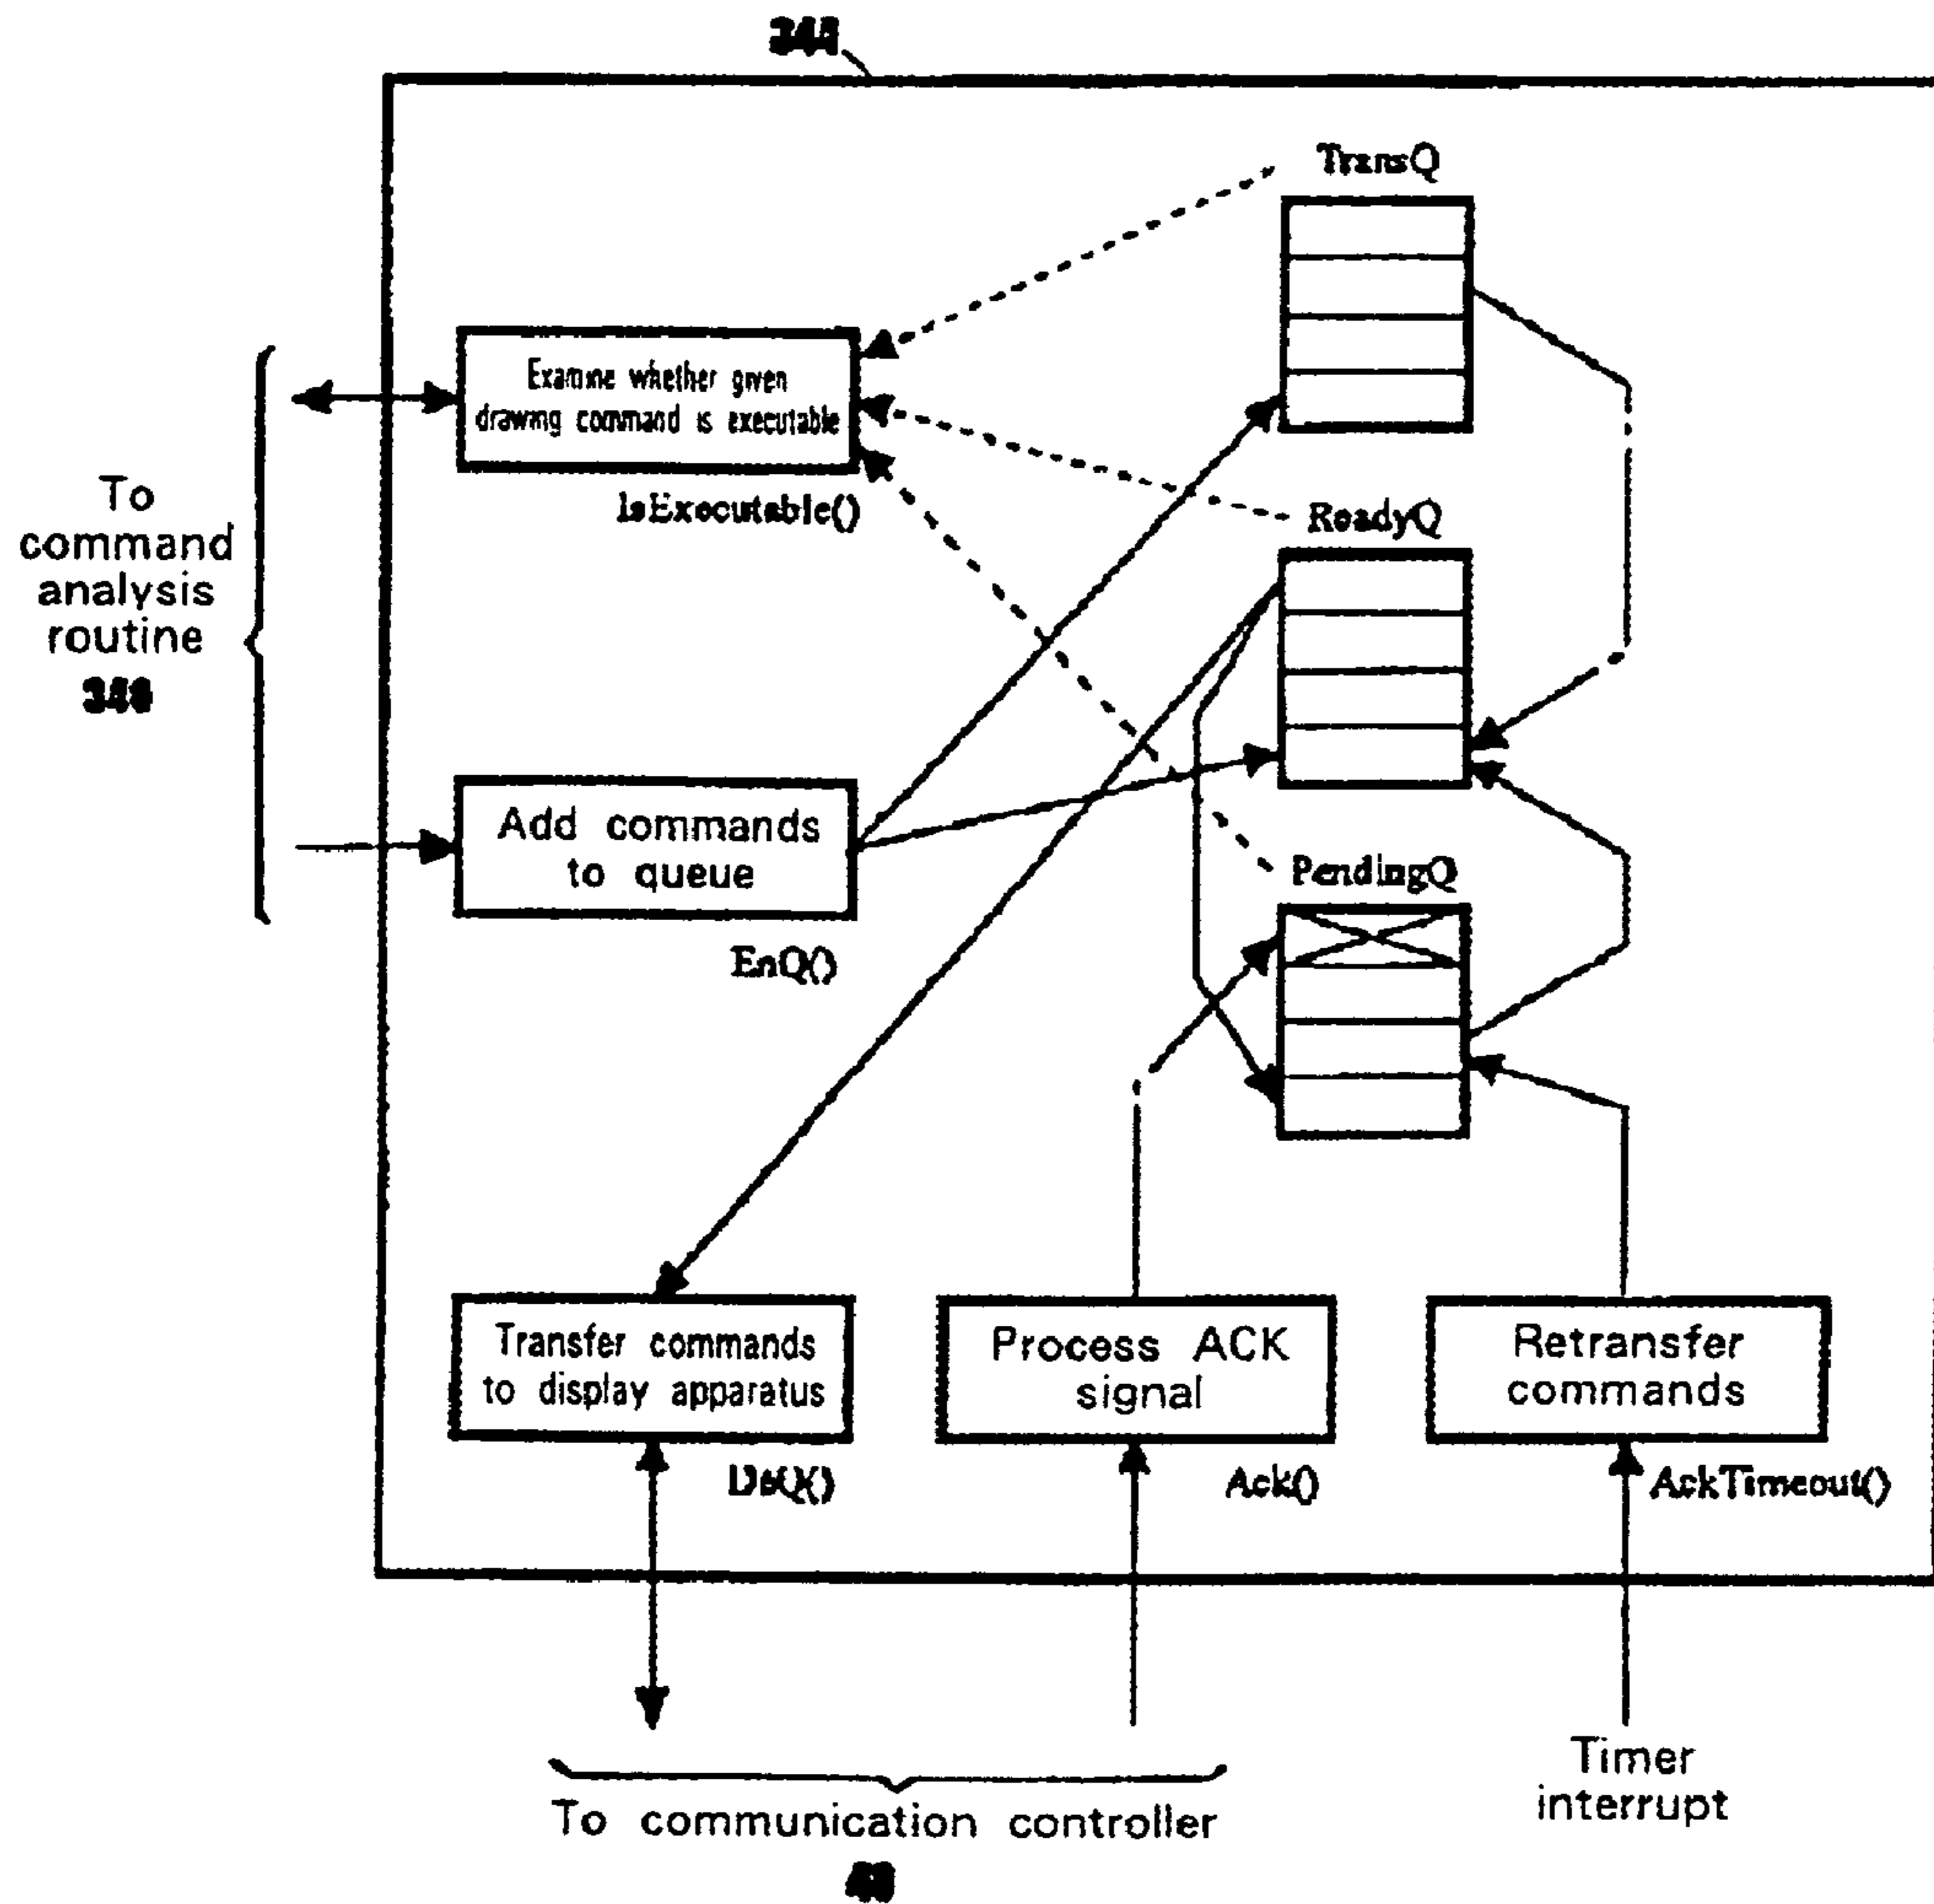 TransQ
Examine whether given
drawing command is executable
IsExecutable()
To
command
analysis
routine
ReadyQ
Add commands
to queue
EnQ()
PendingQ
Transfer commands
to display apparatus
DeQ()
Process ACK
signal
Ack()
Retransfer
commands
AckTimeout()
To communication controller
Timer
interrupt